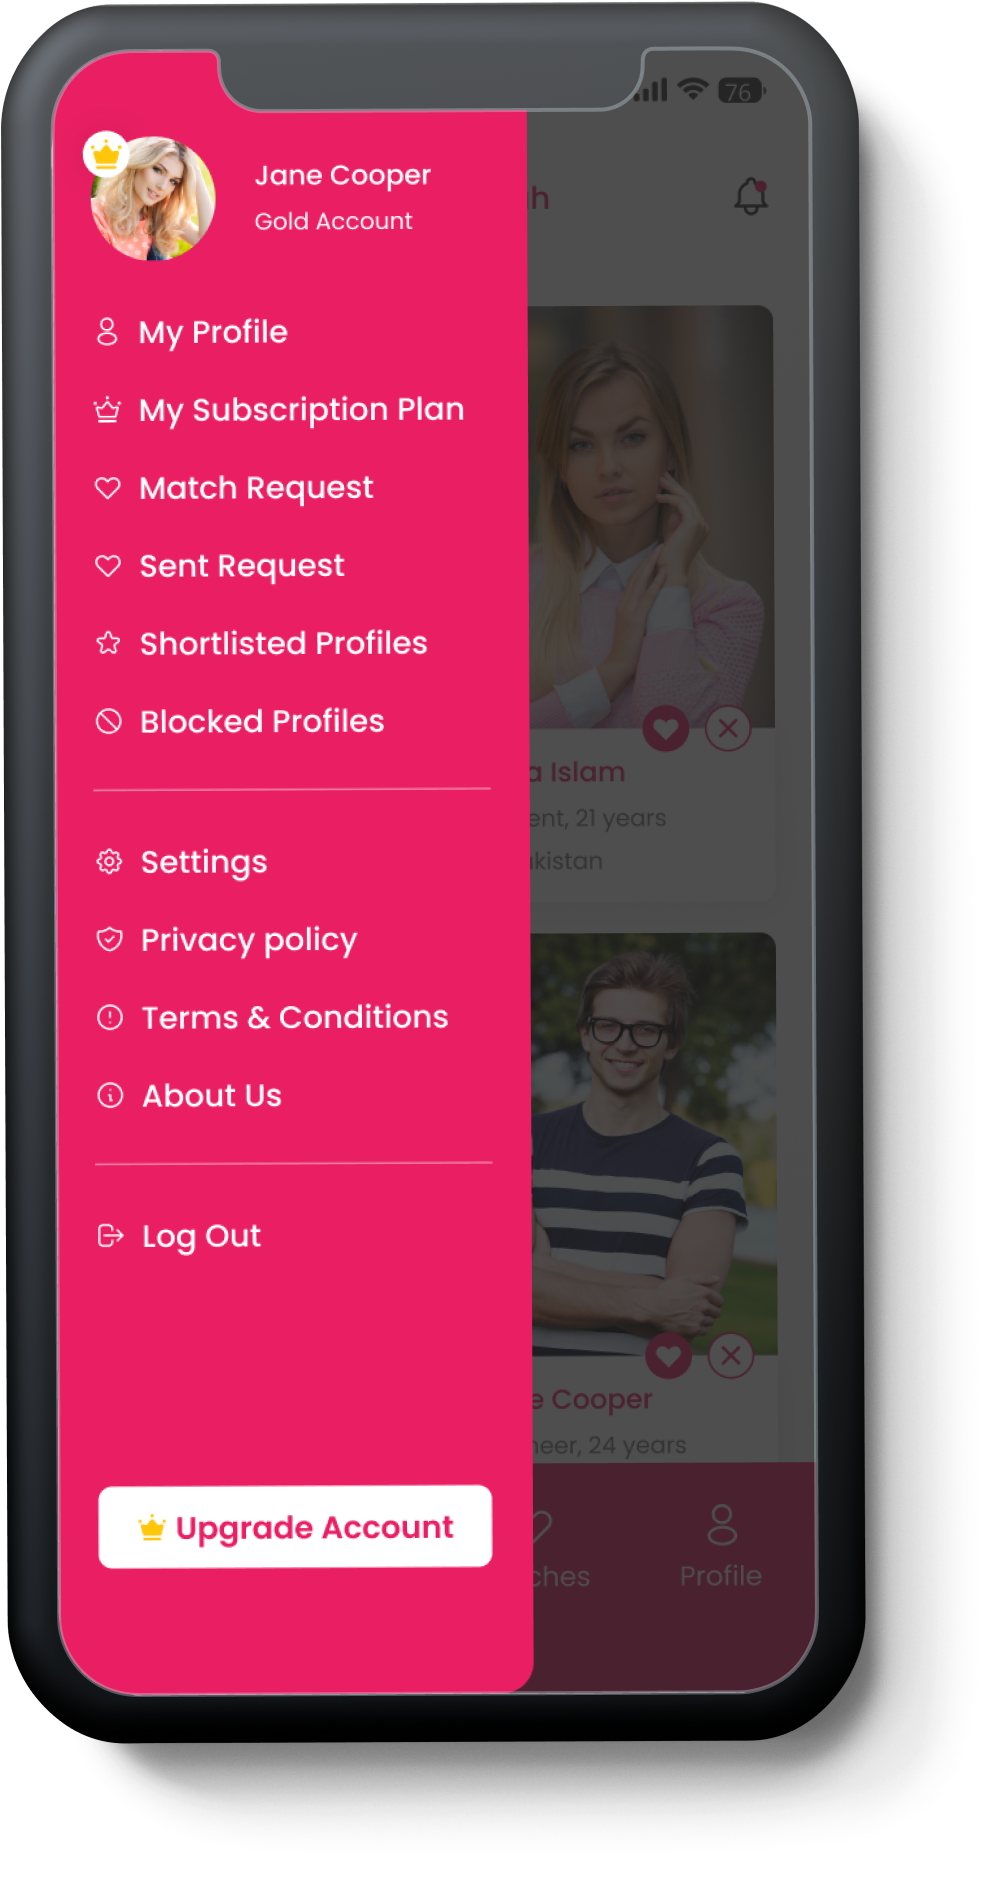 76
Jane Cooper
Gold Account
My Profile
My Subscription Plan
Match Request
Sent Request
Shortlisted Profiles
Blocked Profiles
Settings
Privacy policy
Terms & Conditions
About Us
Log Out
Upgrade Account
h
a Islam
ent, 21 years
kistan
e Cooper
neer, 24 years
ches
Profile